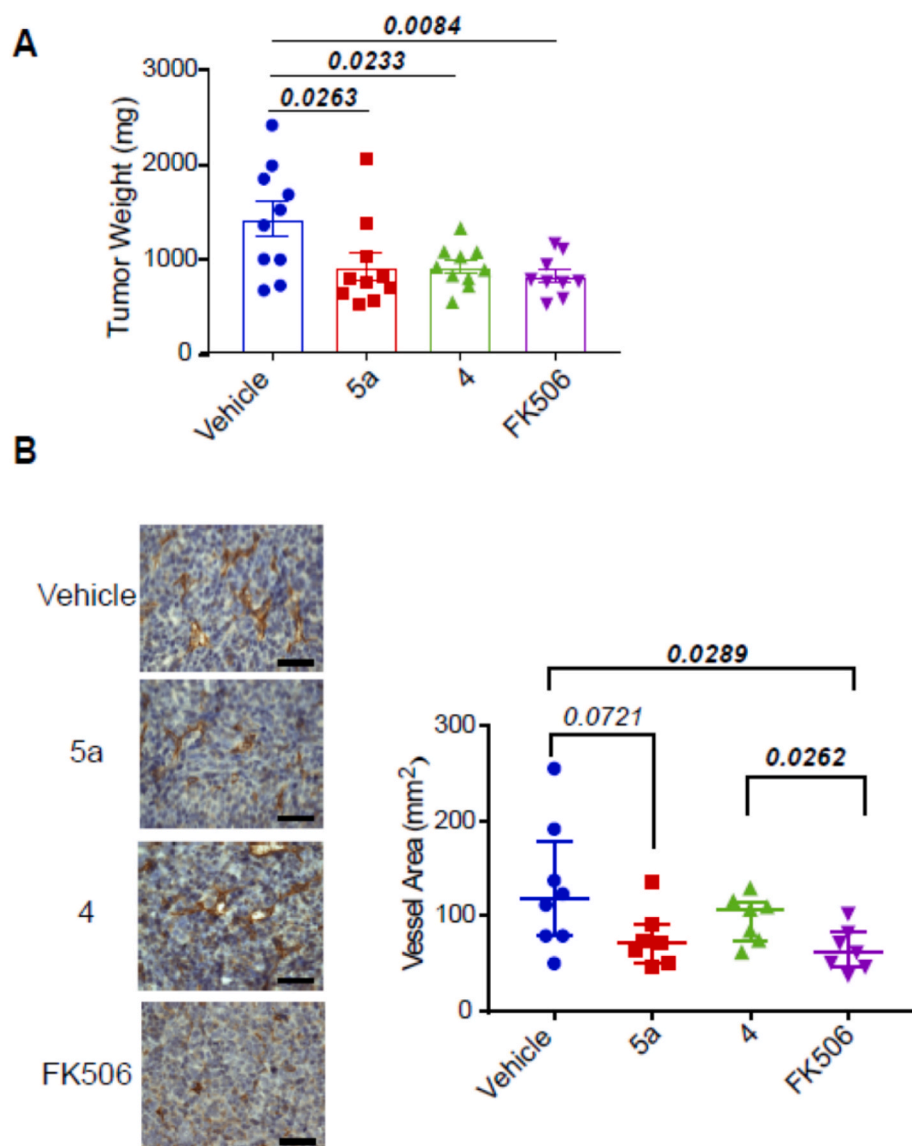 A
0.0084
0.0233
0.0263
Tumor Weight (mg)
3000
2000
1000
0
Vehicle
5a
4
FK506
B
Vehicle
5a
4
FK506
0.0289
0.0721
0.0262
Vessel Area (mm²)
300
200
100
0
Vehicle
5a
4
FK506